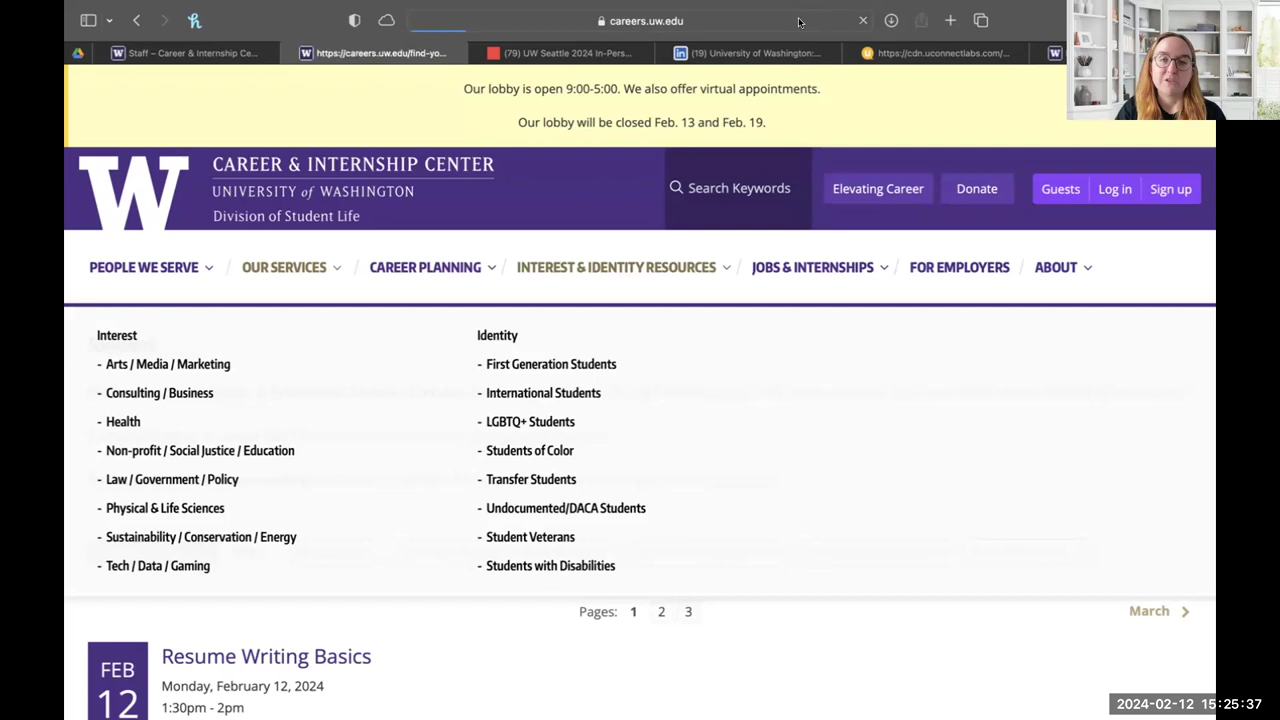 careers.uw.edu
Staff – Career & Internship Ce...
https://careers.uw.edu/find-yo...
(79) UW Seattle 2024 In-Pers...
(19) University of Washington:...
https://cdn.uconnectlabs.com/...
Our lobby is open 9:00-5:00. We also offer virtual appointments.
Our lobby will be closed Feb. 13 and Feb. 19.
W
CAREER & INTERNSHIP CENTER
UNIVERSITY of WASHINGTON
Division of Student Life
Search Keywords
Elevating Career
Donate
Guests
Log in
Sign up
PEOPLE WE SERVE / OUR SERVICES / CAREER PLANNING / INTEREST & IDENTITY RESOURCES / JOBS & INTERNSHIPS / FOR EMPLOYERS / ABOUT
Interest
- Arts / Media / Marketing
- Consulting / Business
- Health
- Non-profit / Social Justice / Education
- Law / Government / Policy
- Physical & Life Sciences
- Sustainability / Conservation / Energy
- Tech / Data / Gaming
Identity
- First Generation Students
- International Students
- LGBTQ+ Students
- Students of Color
- Transfer Students
- Undocumented/DACA Students
- Student Veterans
- Students with Disabilities
Pages: 1 2 3
March
FEB
12
Resume Writing Basics
Monday, February 12, 2024
1:30pm - 2pm
2024-02-12 15:25:37